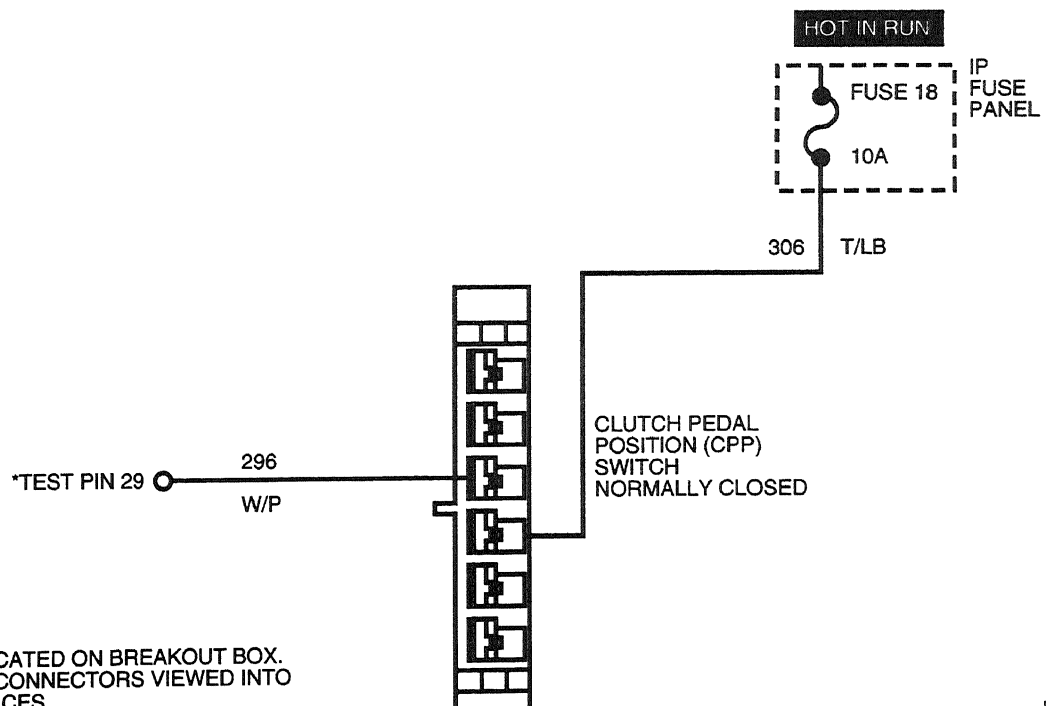 HOT IN RUN
IP
FUSE
PANEL
FUSE 18
10A
306 T/LB
CLUTCH PEDAL
POSITION (CPP)
SWITCH
NORMALLY CLOSED
296
*TEST PIN 29
W/P
CATED ON BREAKOUT BOX.
CONNECTORS VIEWED INTO